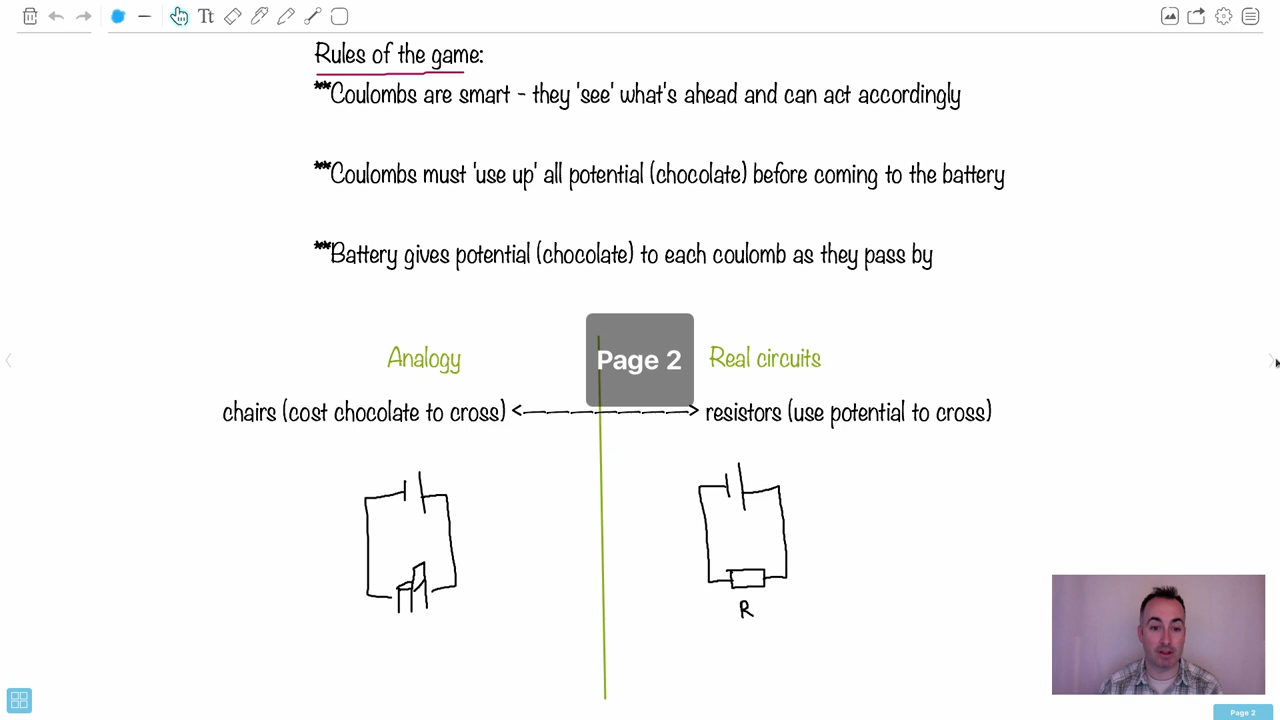 Tt
Rules of the game:
**Coulombs are smart - they 'see' what's ahead and can act accordingly
**Coulombs must 'use up' all potential (chocolate) before coming to the battery
**Battery gives potential (chocolate) to each coulomb as they pass by
Page 2
Analogy
Real circuits
chairs (cost chocolate to cross) <----------> resistors (use potential to cross)
R
Page 2